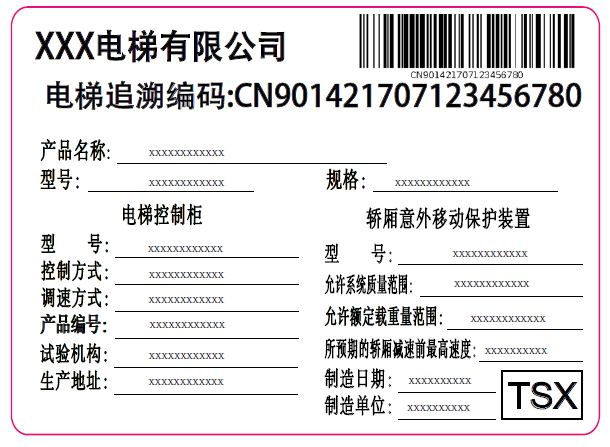 XXX电梯有限公司
CN901421707123456780
电梯追溯编码:CN901421707123456780
产品名称: xxxxxxxxxxxx
型号: xxxxxxxxxxxx 规格: xxxxxxxxxxxx
电梯控制柜
型 号: xxxxxxxxxxxx
控制方式: xxxxxxxxxxxx
调速方式: xxxxxxxxxxxx
产品编号: xxxxxxxxxxxx
试验机构: xxxxxxxxxxxx
生产地址: xxxxxxxxxxxx
轿厢意外移动保护装置
型 号: xxxxxxxxxxxx
允许系统质量范围: xxxxxxxxxxxx
允许额定载重量范围: xxxxxxxxxxxx
所预期的轿厢减速前最高速度: xxxxxxxxxx
制造日期: xxxxxxxxxx
制造单位: xxxxxxxxxx
TSX